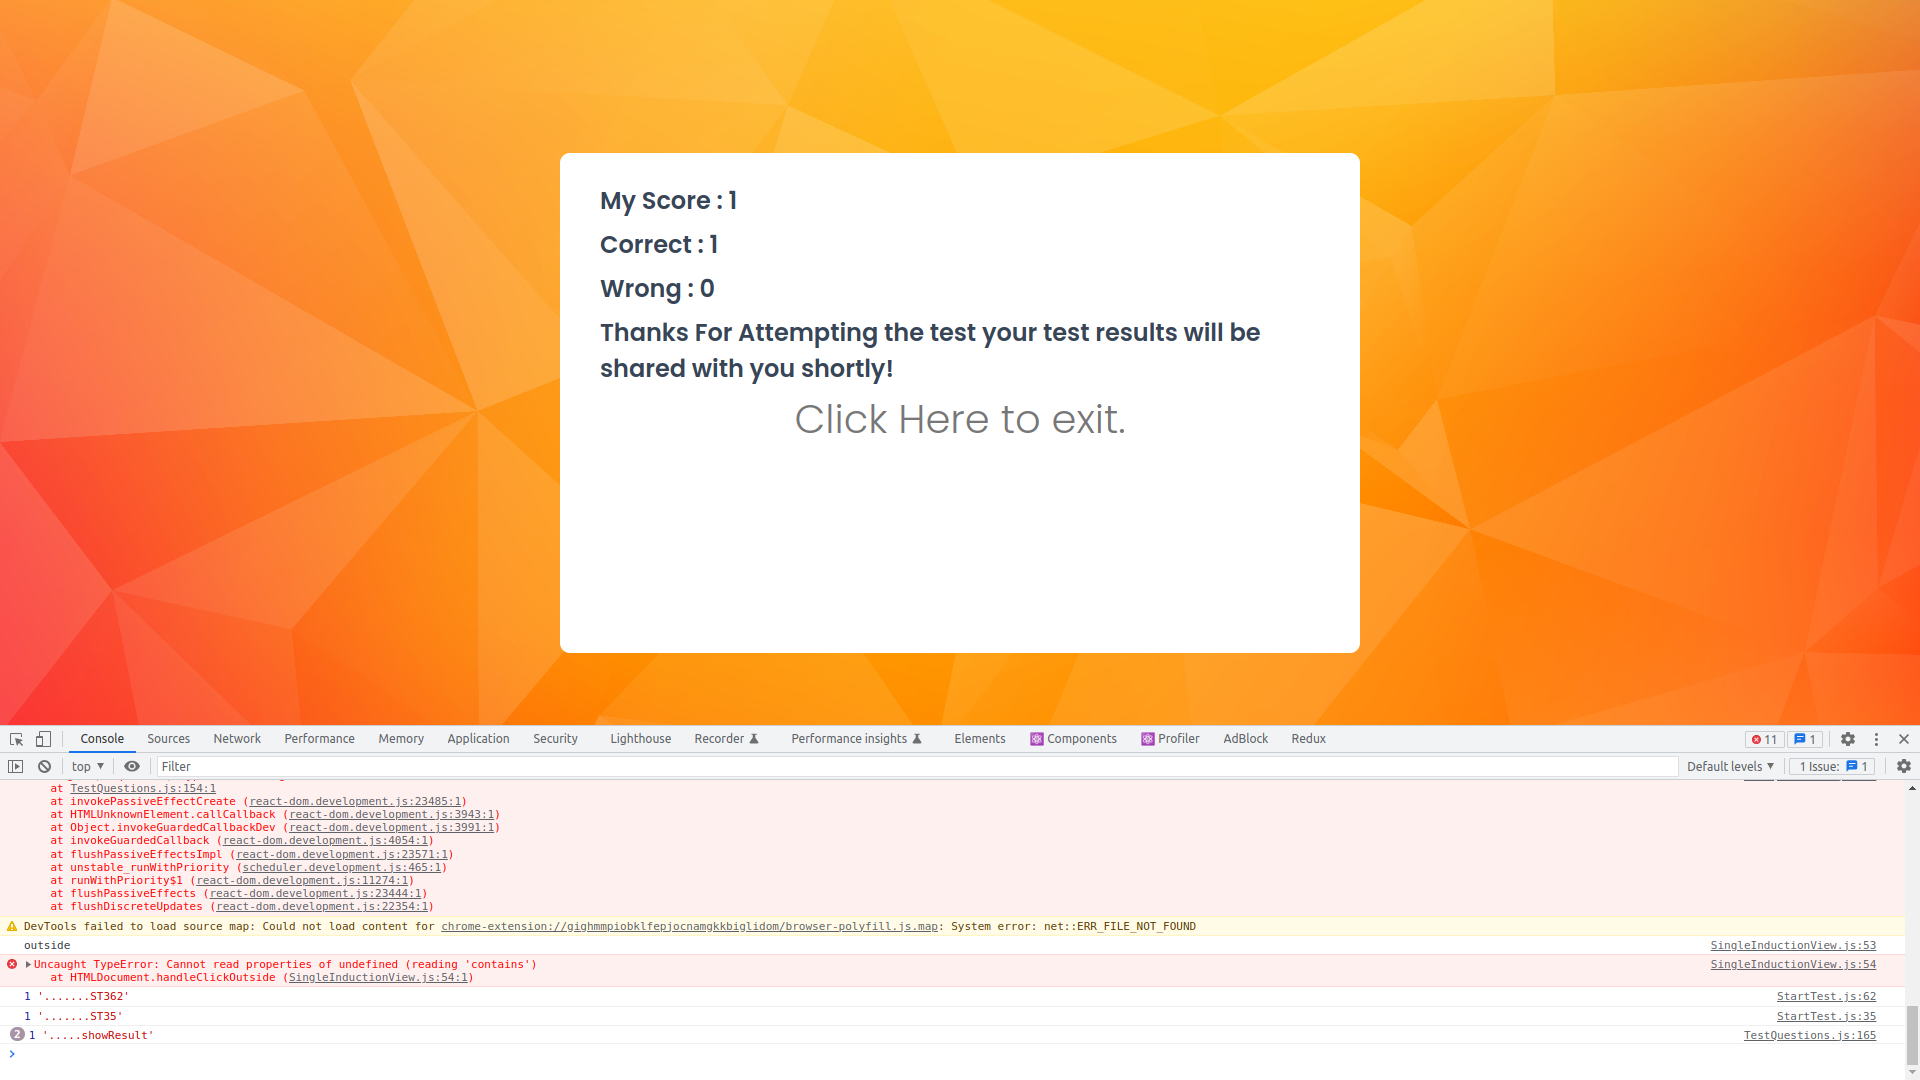 My Score : 1
Correct : 1
Wrong : 0
Thanks For Attempting the test your test results will be
shared with you shortly!
Click Here to exit.
Console Sources Network Performance Memory Application Security Lighthouse Recorder Performance insights Elements Components Profiler AdBlock Redux 11 1
top Filter Default levels 1 Issue: 1
at TestQuestions.js:154:1
at invokePassiveEffectCreate (react-dom.development.js:23485:1)
at HTMLUnknownElement.callCallback (react-dom.development.js:3943:1)
at Object.invokeGuardedCallbackDev (react-dom.development.js:3991:1)
at invokeGuardedCallback (react-dom.development.js:4054:1)
at flushPassiveEffectsImpl (react-dom.development.js:23571:1)
at unstable_runWithPriority (scheduler.development.js:465:1)
at runWithPriority$1 (react-dom.development.js:11274:1)
at flushPassiveEffects (react-dom.development.js:23444:1)
at flushDiscreteUpdates (react-dom.development.js:22354:1)
DevTools failed to load source map: Could not load content for chrome-extension://gighmmpiobklfepjocnamgkkbiglidom/browser-polyfill.js.map: System error: net::ERR_FILE_NOT_FOUND
outside SingleInductionView.js:53
Uncaught TypeError: Cannot read properties of undefined (reading 'contains') SingleInductionView.js:54
at HTMLDocument.handleClickOutside (SingleInductionView.js:54:1)
1 '.......ST362' StartTest.js:62
1 '.......ST35' StartTest.js:35
2 1 '.....showResult' TestQuestions.js:165